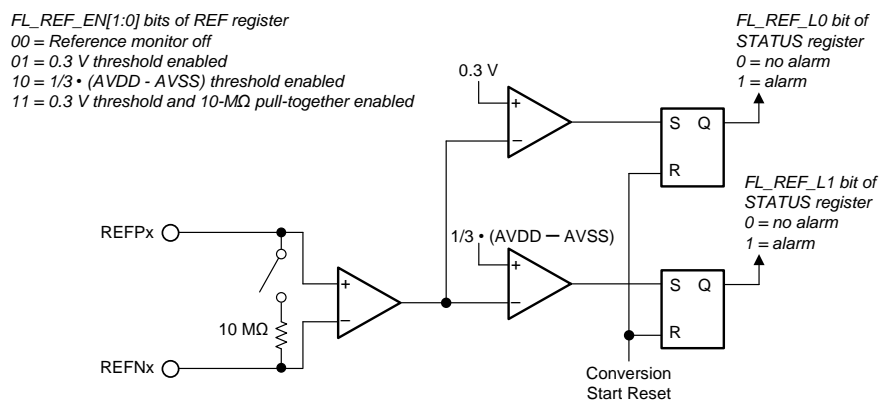 FL_REF_EN[1:0] bits of REF register
00 = Reference monitor off
01 = 0.3 V threshold enabled
10 = 1/3 • (AVDD - AVSS) threshold enabled
11 = 0.3 V threshold and 10-MΩ pull-together enabled
FL_REF_L0 bit of
STATUS register
0 = no alarm
1 = alarm
0.3 V
+
−
S Q
R
FL_REF_L1 bit of
STATUS register
0 = no alarm
1 = alarm
REFPx
1/3 • (AVDD — AVSS)
+
−
S Q
R
+
−
10 MΩ
REFNx
Conversion
Start Reset